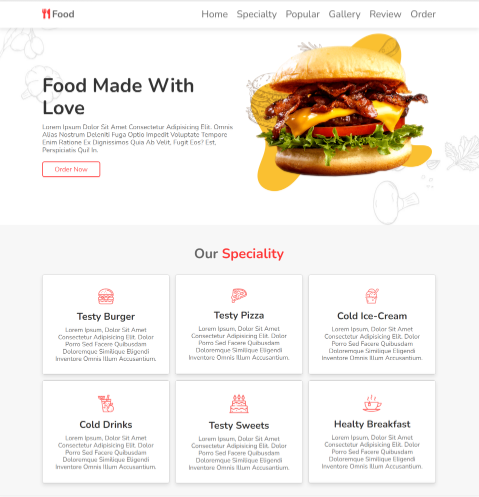 Food
Home Specialty Popular Gallery Review Order
Food Made With
Love
Lorem Ipsum Dolor Sit Amet Consectetur Adipisicing Elit. Omnis
Alias Nostrum Deleniti Fuga Optio Impedit Voluptate Tempore
Enim Ratione Ex Dignissimos Quia Ab Velit, Fugit Eos? Est,
Perspiciatis Quil In.
Order Now
Our Speciality
Testy Burger
Lorem Ipsum, Dolor Sit Amet
Consectetur Adipisicing Elit. Dolor
Porro Sed Facere Quibusdam
Doloremque Similique Eligendi
Inventore Omnis Illum Accusantium.
Testy Pizza
Lorem Ipsum, Dolor Sit Amet
Consectetur Adipisicing Elit. Dolor
Porro Sed Facere Quibusdam
Doloremque Similique Eligendi
Inventore Omnis Illum Accusantium.
Cold Ice-Cream
Lorem Ipsum, Dolor Sit Amet
Consectetur Adipisicing Elit. Dolor
Porro Sed Facere Quibusdam
Doloremque Similique Eligendi
Inventore Omnis Illum Accusantium.
Cold Drinks
Lorem Ipsum, Dolor Sit Amet
Consectetur Adipisicing Elit. Dolor
Porro Sed Facere Quibusdam
Doloremque Similique Eligendi
Inventore Omnis Illum Accusantium.
Testy Sweets
Lorem Ipsum, Dolor Sit Amet
Consectetur Adipisicing Elit. Dolor
Porro Sed Facere Quibusdam
Doloremque Similique Eligendi
Inventore Omnis Illum Accusantium.
Healty Breakfast
Lorem Ipsum, Dolor Sit Amet
Consectetur Adipisicing Elit. Dolor
Porro Sed Facere Quibusdam
Doloremque Similique Eligendi
Inventore Omnis Illum Accusantium.